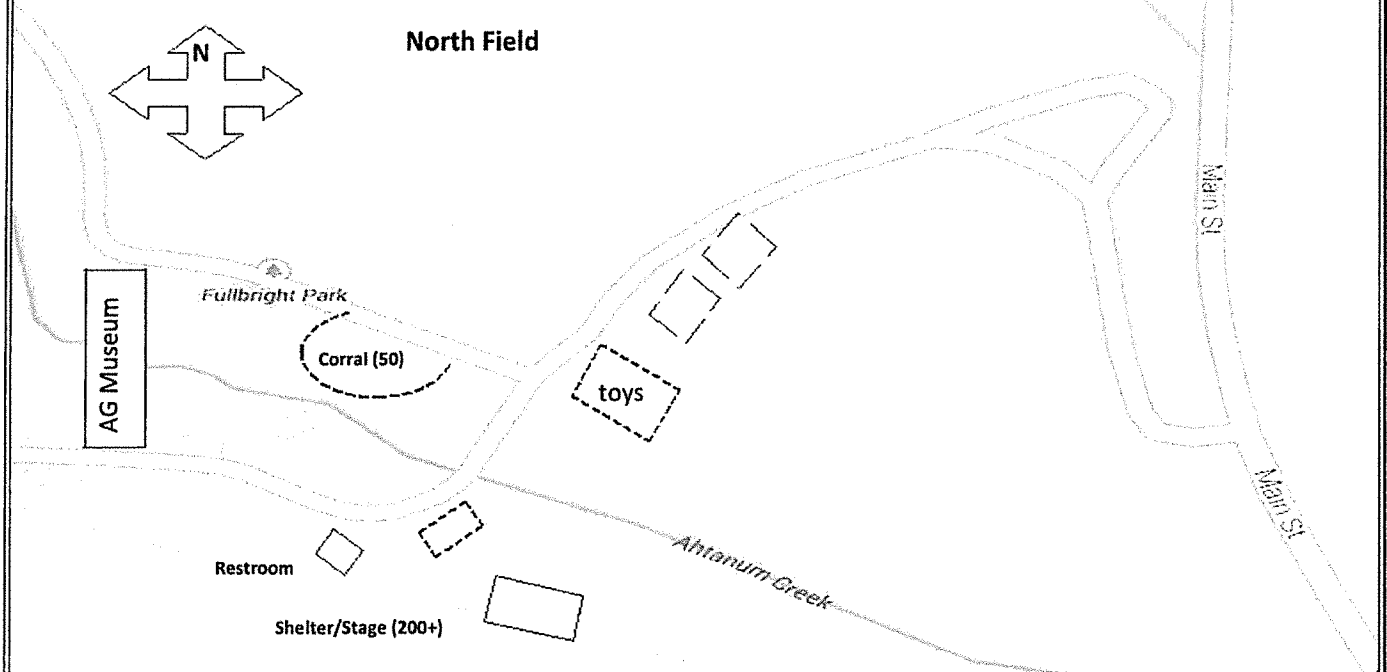 North Field
N
Main St
Fullbright Park
AG Museum
Corral (50)
toys
Main St
Ahtanum Creek
Restroom
Shelter/Stage (200+)